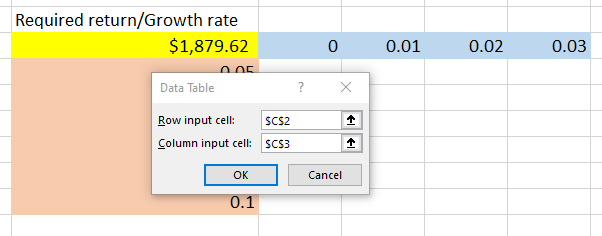 Required return/Growth rate
$1,879.62 0 0.01 0.02 0.03
0.05
Data Table ? ×
Row input cell: $C$2
Column input cell: $C$3
OK Cancel
0.1